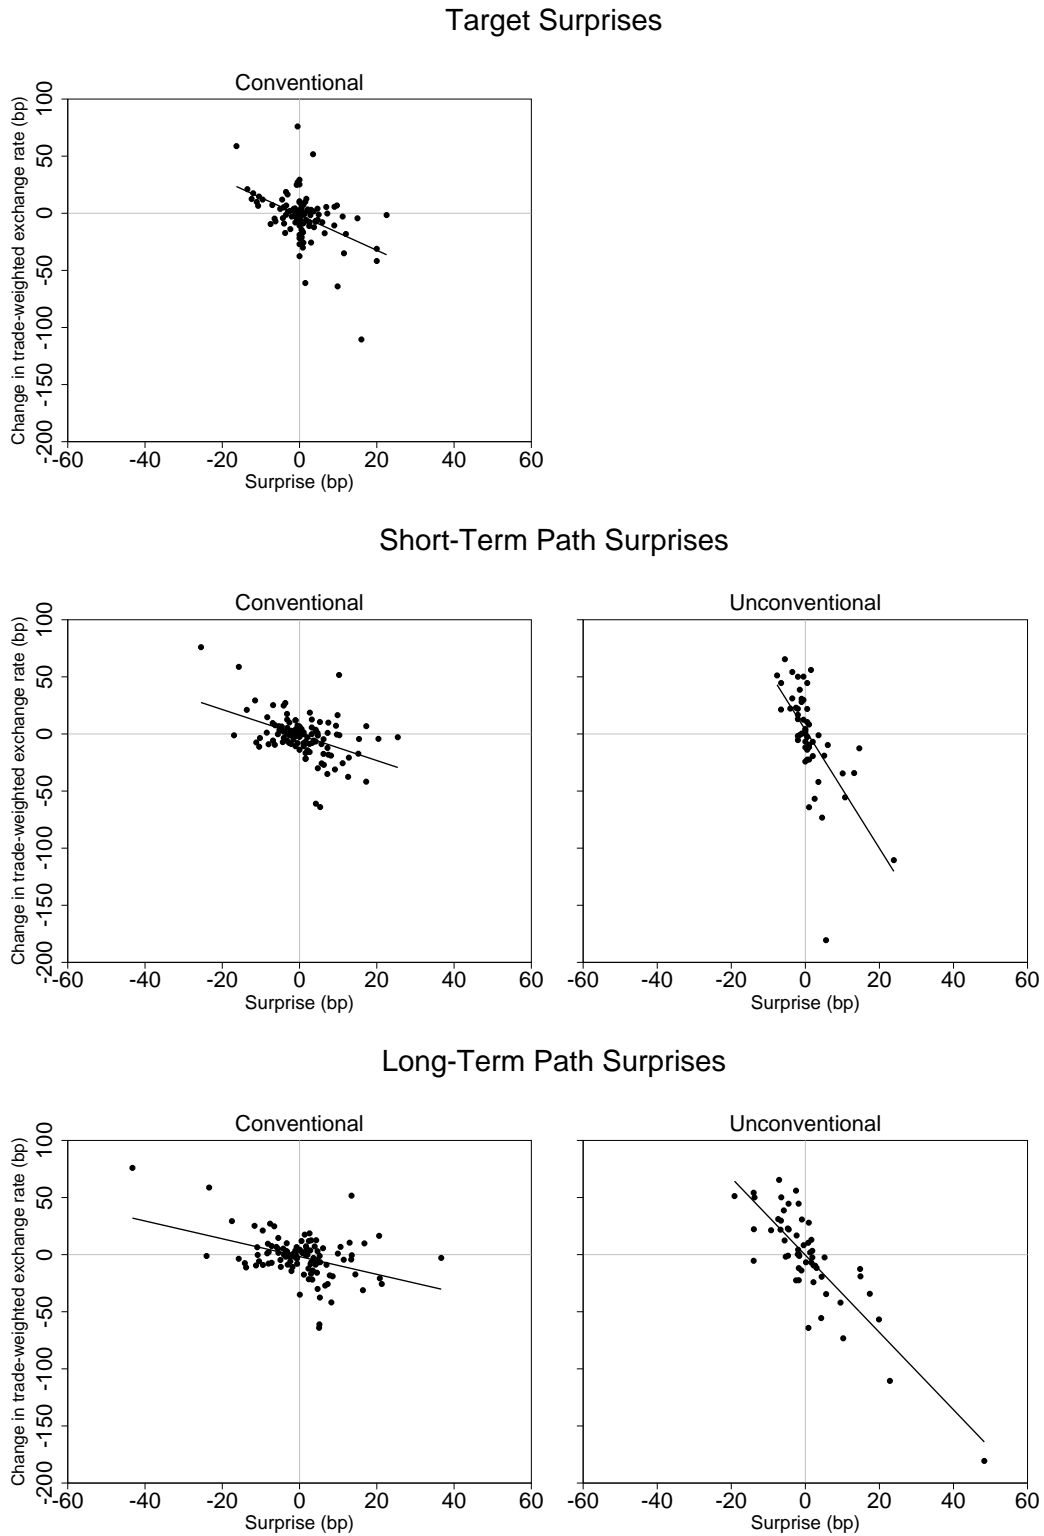 Target Surprises
Conventional
Change in trade-weighted exchange rate (bp)
100
50
0
-50
-100
-150
-200
-60 -40 -20 0 20 40 60
Surprise (bp)
Short-Term Path Surprises
Conventional
Change in trade-weighted exchange rate (bp)
100
50
0
-50
-100
-150
-200
-60 -40 -20 0 20 40 60
Surprise (bp)
Unconventional
-60 -40 -20 0 20 40 60
Surprise (bp)
Long-Term Path Surprises
Conventional
Change in trade-weighted exchange rate (bp)
100
50
0
-50
-100
-150
-200
-60 -40 -20 0 20 40 60
Surprise (bp)
Unconventional
-60 -40 -20 0 20 40 60
Surprise (bp)